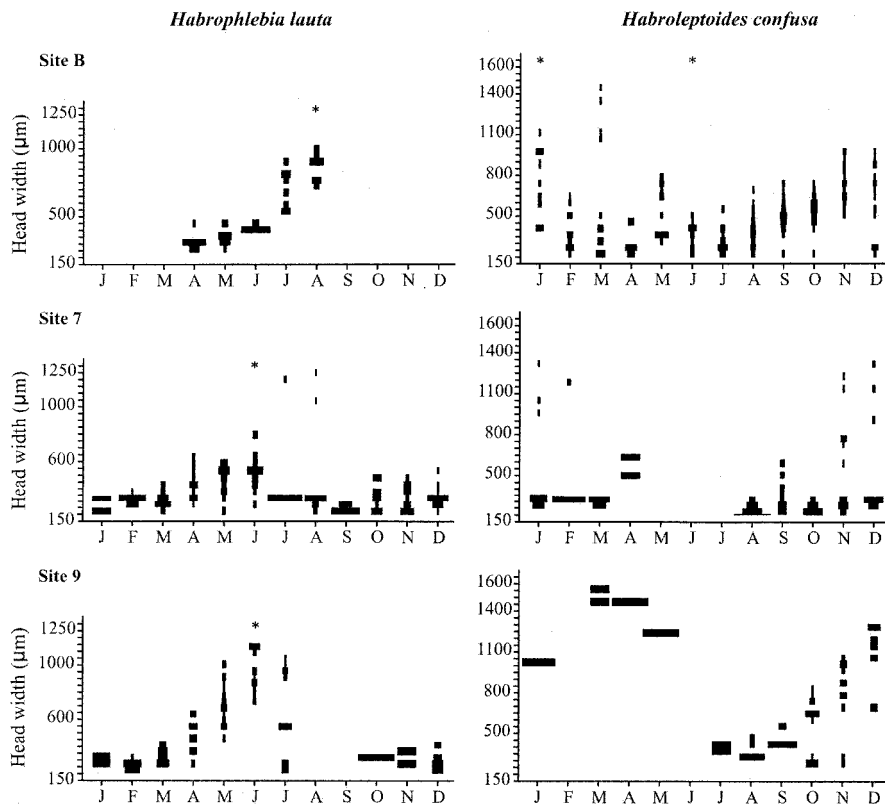 Habrophlebia lauta
Habroleptoides confusa
Site B
Head width (µm)
1250
1000
500
150
J F M A M J J A S O N D
*
1600
1400
1100
800
500
150
J F M A M J J A S O N D
* *
Site 7
Head width (µm)
1250
1000
600
150
J F M A M J J A S O N D
*
1600
1400
1100
800
500
150
J F M A M J J A S O N D
Site 9
Head width (µm)
1250
1000
600
150
J F M A M J J A S O N D
*
1600
1400
1100
800
500
150
J F M A M J J A S O N D